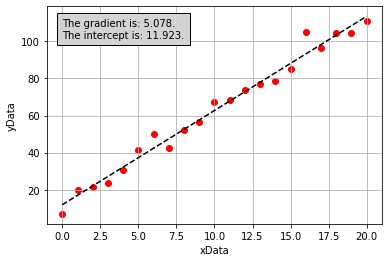 The gradient is: 5.078.
The intercept is: 11.923.
yData
100
80
60
40
20
0.0 2.5 5.0 7.5 10.0 12.5 15.0 17.5 20.0
xData